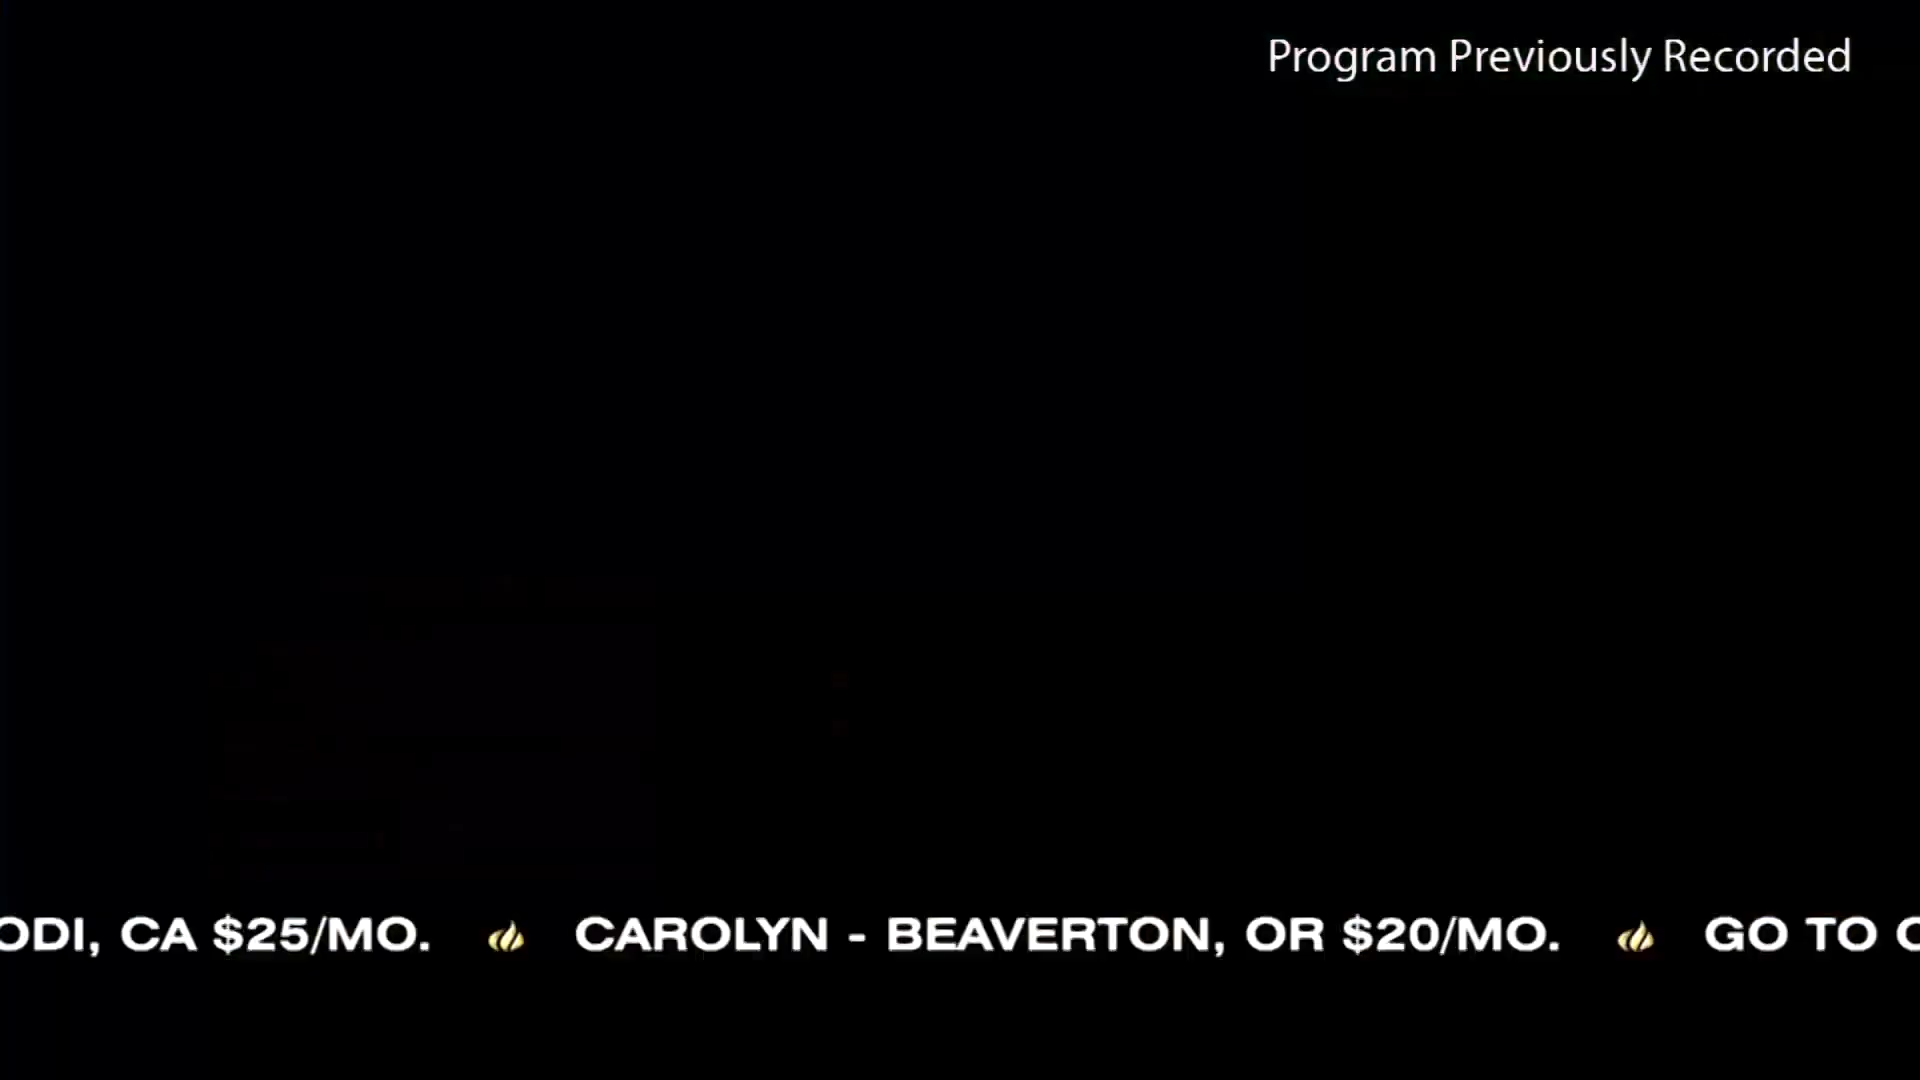 Program Previously Recorded
ODI, CA $25/MO. CAROLYN - BEAVERTON, OR $20/MO. GO TO